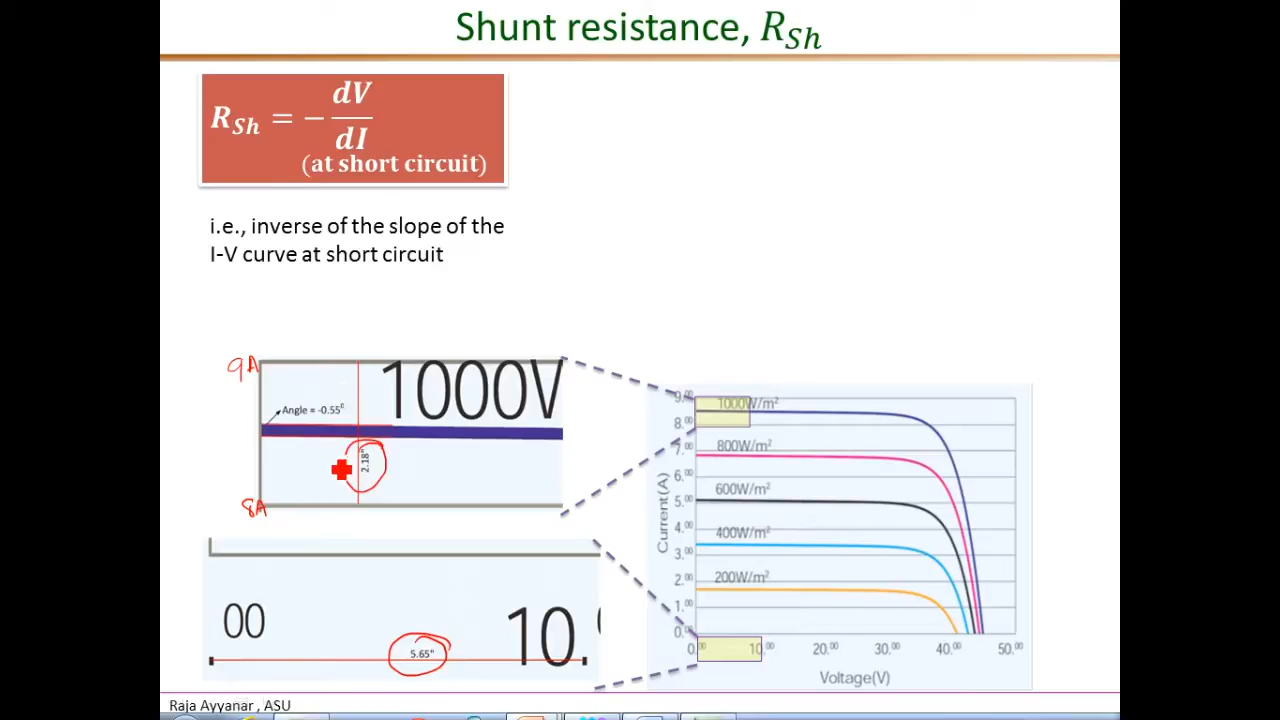 Shunt resistance, R_Sh
R_Sh = − dV/dI
(at short circuit)
i.e., inverse of the slope of the
I-V curve at short circuit
9A
1000V
Angle = -0.55⁰
2.18"
8A
00
10.
5.65"
9.00
8.00
7.00
6.00
5.00
4.00
3.00
2.00
1.00
0.00
Current(A)
1000W/m²
800W/m²
600W/m²
400W/m²
200W/m²
0.00 10.00 20.00 30.00 40.00 50.00
Voltage(V)
Raja Ayyanar , ASU